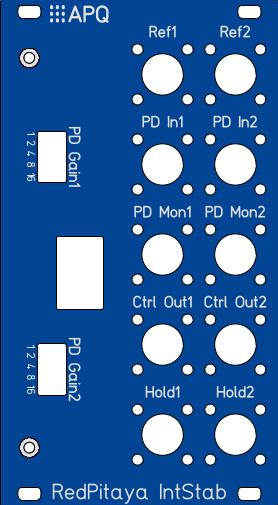 APQ
Ref1 Ref2
PD In1 PD In2
1 2 4 8 16
PD Gain1
PD Mon1 PD Mon2
Ctrl Out1 Ctrl Out2
1 2 4 8 16
PD Gain2
Hold1 Hold2
RedPitaya IntStab